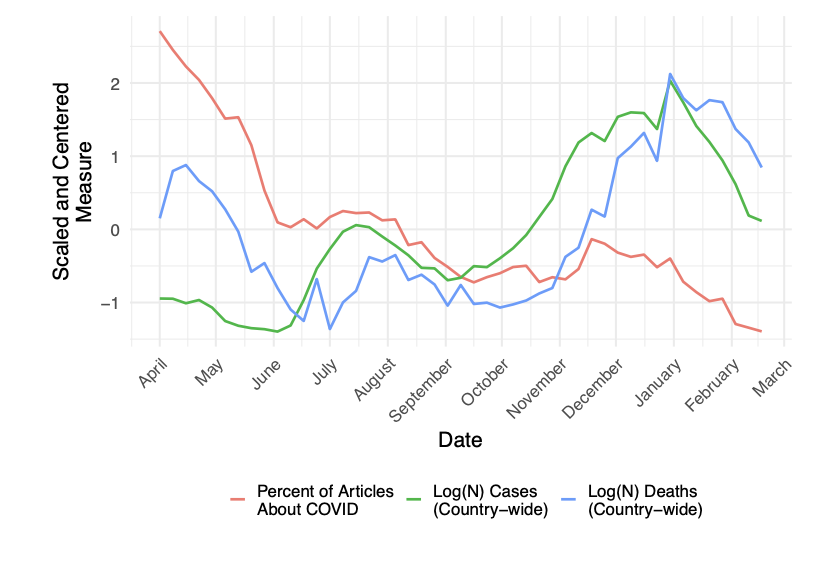 Scaled and Centered
Measure
2
1
0
−1
April
May
June
July
August
September
October
November
December
January
February
March
Date
Percent of Articles
About COVID
Log(N) Cases
(Country−wide)
Log(N) Deaths
(Country−wide)